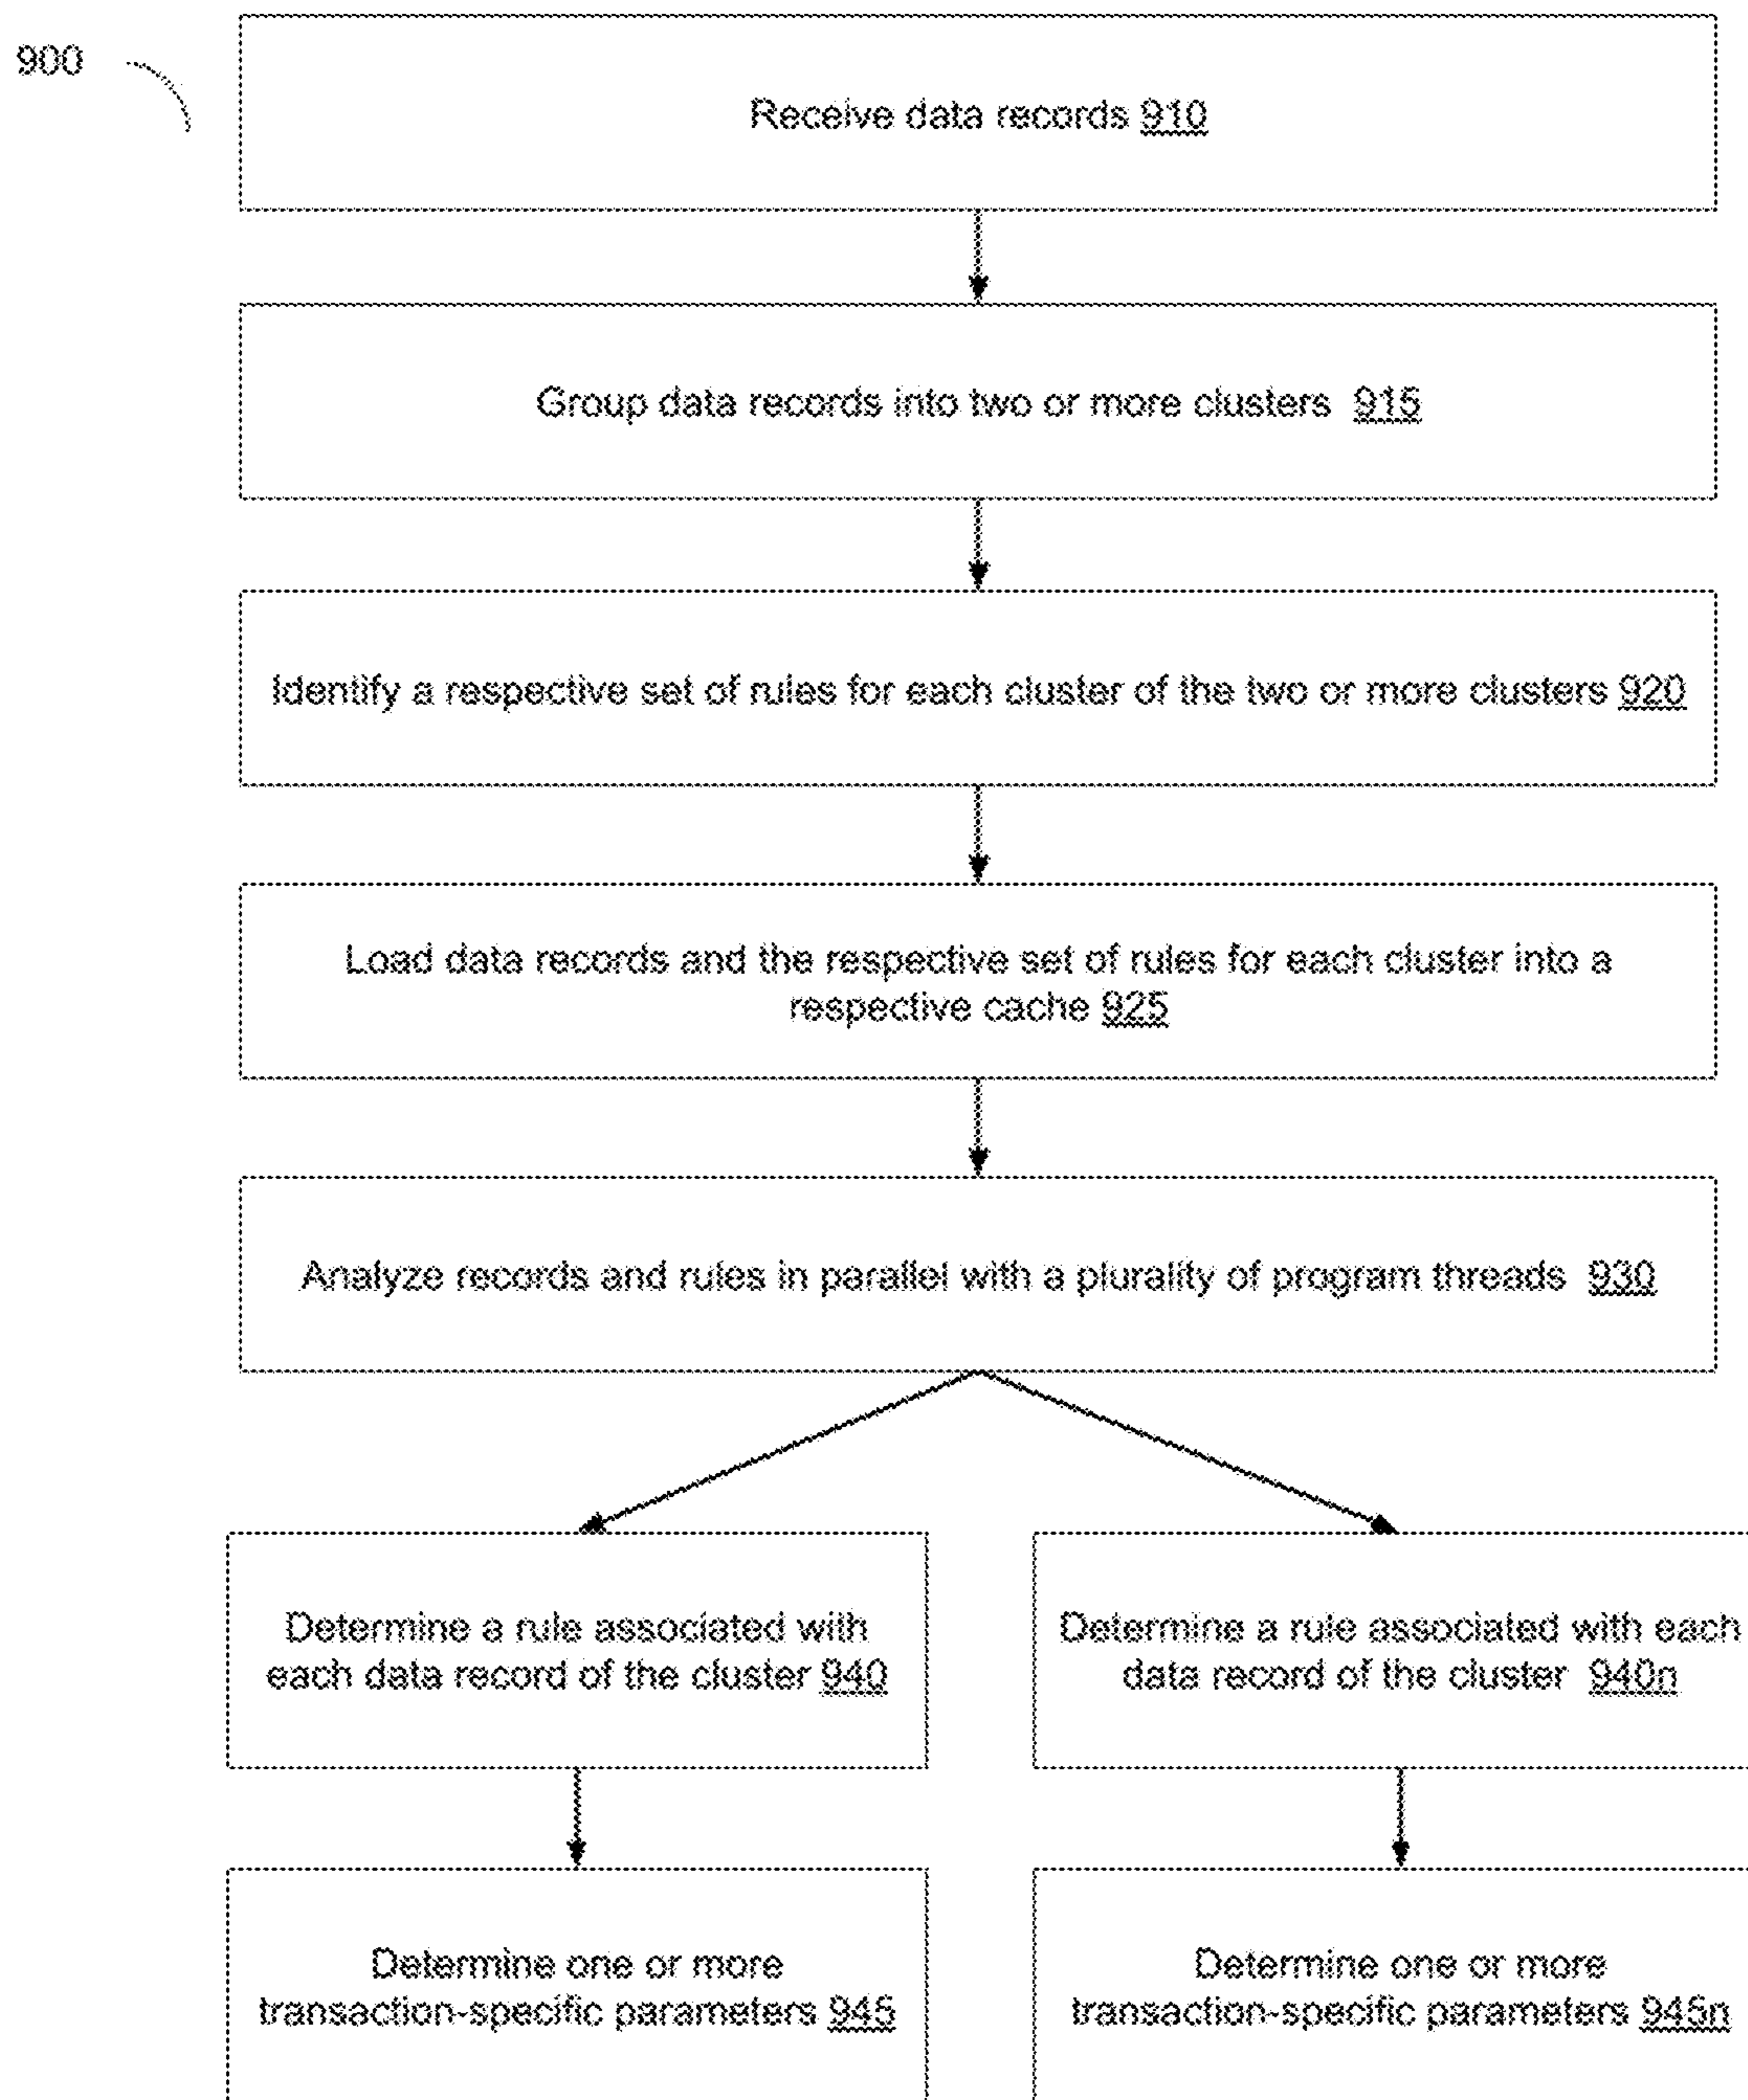 900
Receive data records 910
Group data records into two or more clusters 915
Identify a respective set of rules for each cluster of the two or more clusters 920
Load data records and the respective set of rules for each cluster into a
respective cache 925
Analyze records and rules in parallel with a plurality of program threads 930
Determine a rule associated with
each data record of the cluster 940
Determine a rule associated with each
data record of the cluster 940n
Determine one or more
transaction-specific parameters 945
Determine one or more
transaction-specific parameters 945n